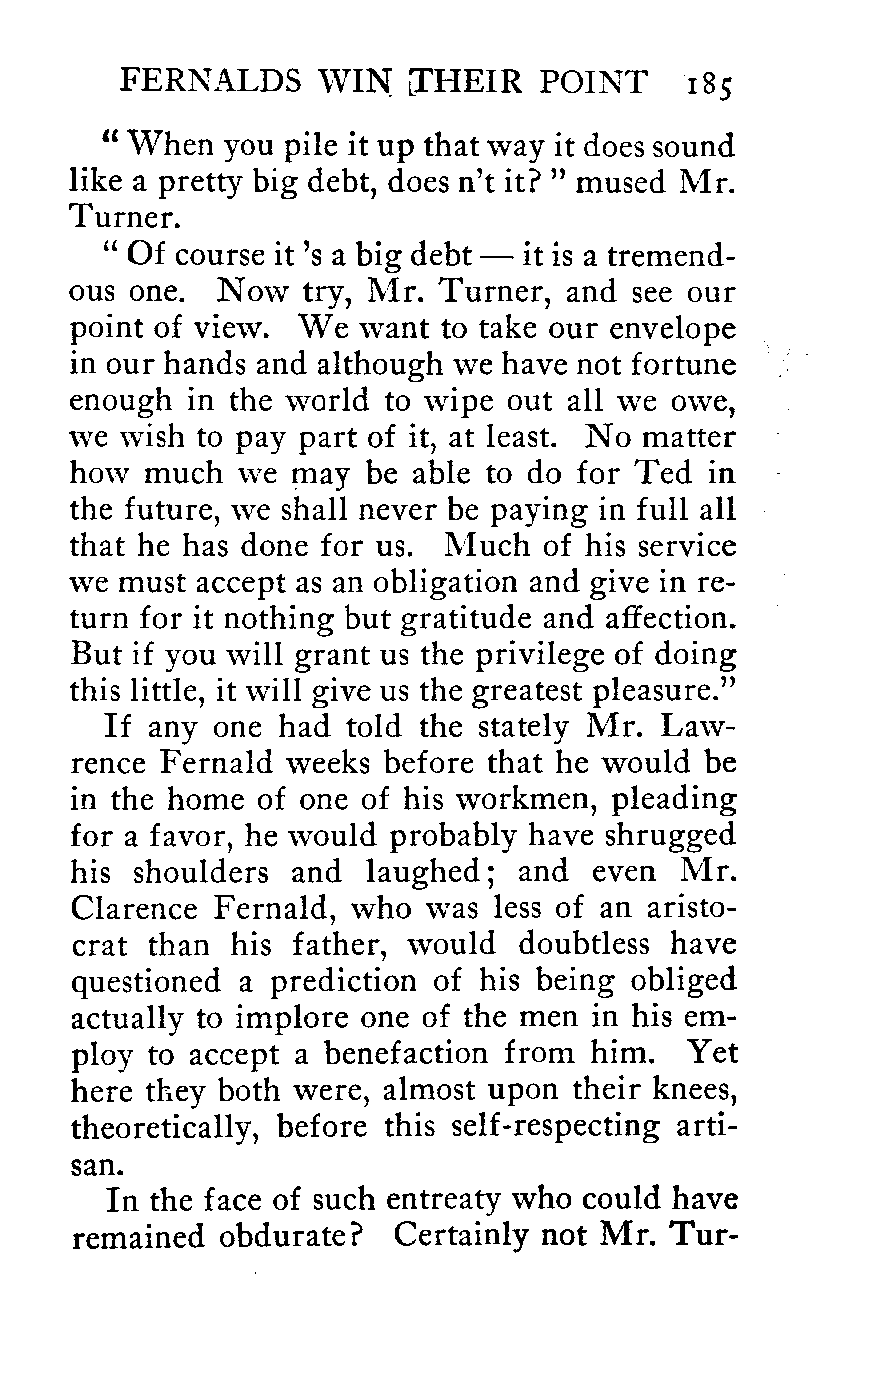 FERNALDS WIN THEIR POINT 185
“ When you pile it up that way it does sound
like a pretty big debt, does n't it? ” mused Mr.
Turner.
“ Of course it 's a big debt — it is a tremend-
ous one. Now try, Mr. Turner, and see our
point of view. We want to take our envelope
in our hands and although we have not fortune
enough in the world to wipe out all we owe,
we wish to pay part of it, at least. No matter
how much we may be able to do for Ted in
the future, we shall never be paying in full all
that he has done for us. Much of his service
we must accept as an obligation and give in re-
turn for it nothing but gratitude and affection.
But if you will grant us the privilege of doing
this little, it will give us the greatest pleasure.”
If any one had told the stately Mr. Law-
rence Fernald weeks before that he would be
in the home of one of his workmen, pleading
for a favor, he would probably have shrugged
his shoulders and laughed; and even Mr.
Clarence Fernald, who was less of an aristo-
crat than his father, would doubtless have
questioned a prediction of his being obliged
actually to implore one of the men in his em-
ploy to accept a benefaction from him. Yet
here they both were, almost upon their knees,
theoretically, before this self-respecting arti-
san.
In the face of such entreaty who could have
remained obdurate? Certainly not Mr. Tur-